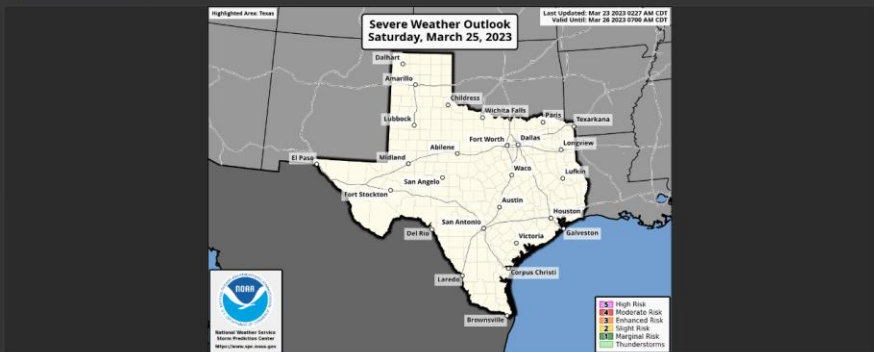 Highlighted Area: Texas
Last Updated: Mar 23 2023 0227 AM CDT
Valid Until: Mar 26 2023 0700 AM CDT
Severe Weather Outlook
Saturday, March 25, 2023
Dalhart
Amarillo
Childress
Wichita Falls
Paris
Texarkana
Lubbock
Fort Worth
Dallas
Longview
Abilene
El Paso
Midland
Waco
Lufkin
San Angelo
Fort Stockton
Austin
Houston
San Antonio
Del Rio
Galveston
Victoria
Laredo
Corpus Christi
Brownsville
NOAA
National Weather Service
Storm Prediction Center
https://www.spc.noaa.gov
5 High Risk
4 Moderate Risk
3 Enhanced Risk
2 Slight Risk
1 Marginal Risk
Thunderstorms